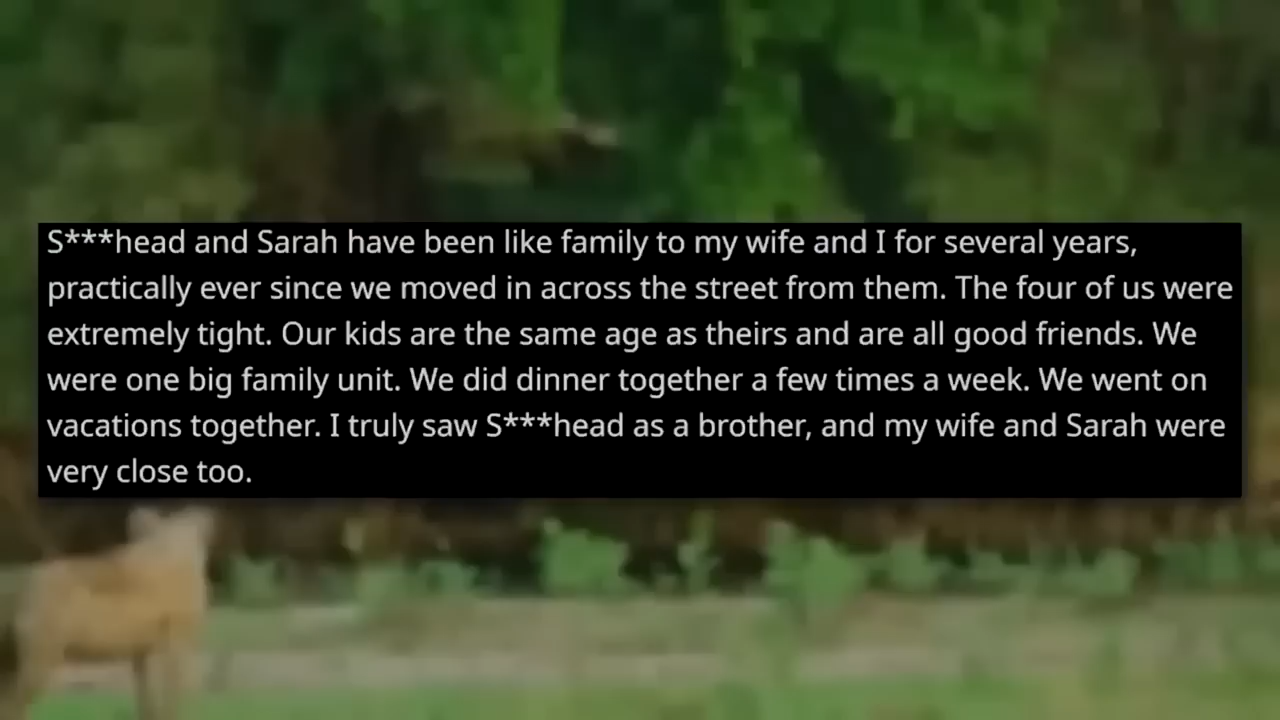 S***head and Sarah have been like family to my wife and I for several years,
practically ever since we moved in across the street from them. The four of us were
extremely tight. Our kids are the same age as theirs and are all good friends. We
were one big family unit. We did dinner together a few times a week. We went on
vacations together. I truly saw S***head as a brother, and my wife and Sarah were
very close too.